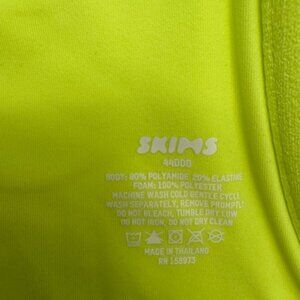 SKIMS
44DDD
BODY: 80% POLYAMIDE 20% ELASTANE
FOAM: 100% POLYESTER
MACHINE WASH COLD GENTLE CYCLE
WASH SEPARATELY, REMOVE PROMPTLY
DO NOT BLEACH, TUMBLE DRY LOW
DO NOT IRON, DO NOT DRY CLEAN
MADE IN THAILAND
RN 158973